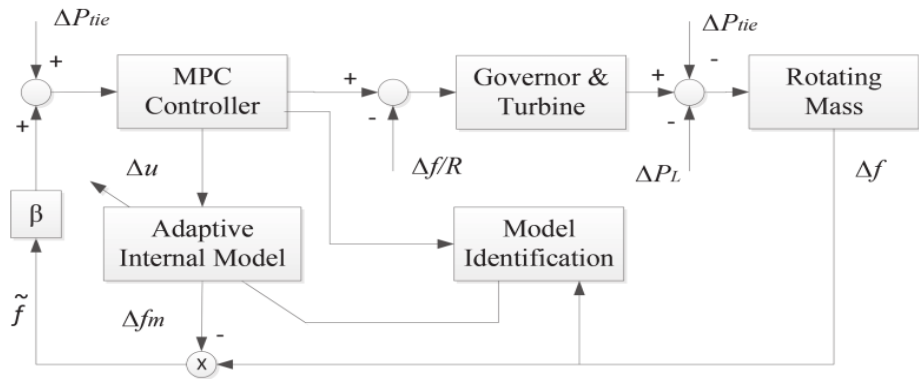 ΔPtie
ΔPtie
+
MPC
Controller
+
Governor &
Turbine
+
-
Rotating
Mass
+
-
-
Δu
Δf/R
ΔPL
Δf
β
Adaptive
Internal Model
Model
Identification
f̃
Δfm
-
x